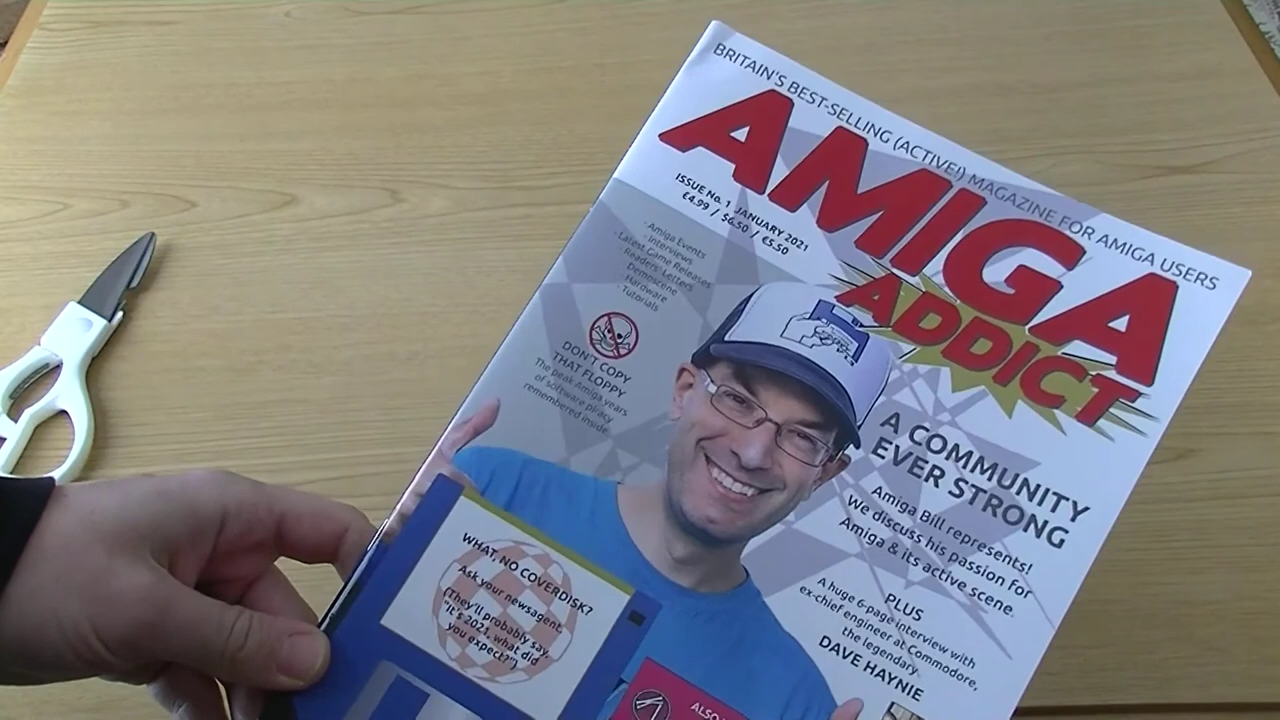 BRITAIN'S BEST-SELLING (ACTIVE!) MAGAZINE FOR AMIGA USERS
AMIGA
ADDICT
ISSUE No. 1 JANUARY 2021
£4.99 / $6.50 / €5.50
- Amiga Events
- Interviews
- Latest Game Releases
- Readers' Letters
- Demoscene
- Hardware
- Tutorials
DON'T COPY
THAT FLOPPY
The peak Amiga years
of software piracy
remembered inside
A COMMUNITY
EVER STRONG
Amiga Bill represents!
We discuss his passion for
Amiga & its active scene.
PLUS
A huge 6-page interview with
ex-chief engineer at Commodore,
the legendary
DAVE HAYNIE
WHAT, NO COVERDISK?
Ask your newsagent.
(They'll probably say,
"It's 2021, what did
you expect?")
ALSO